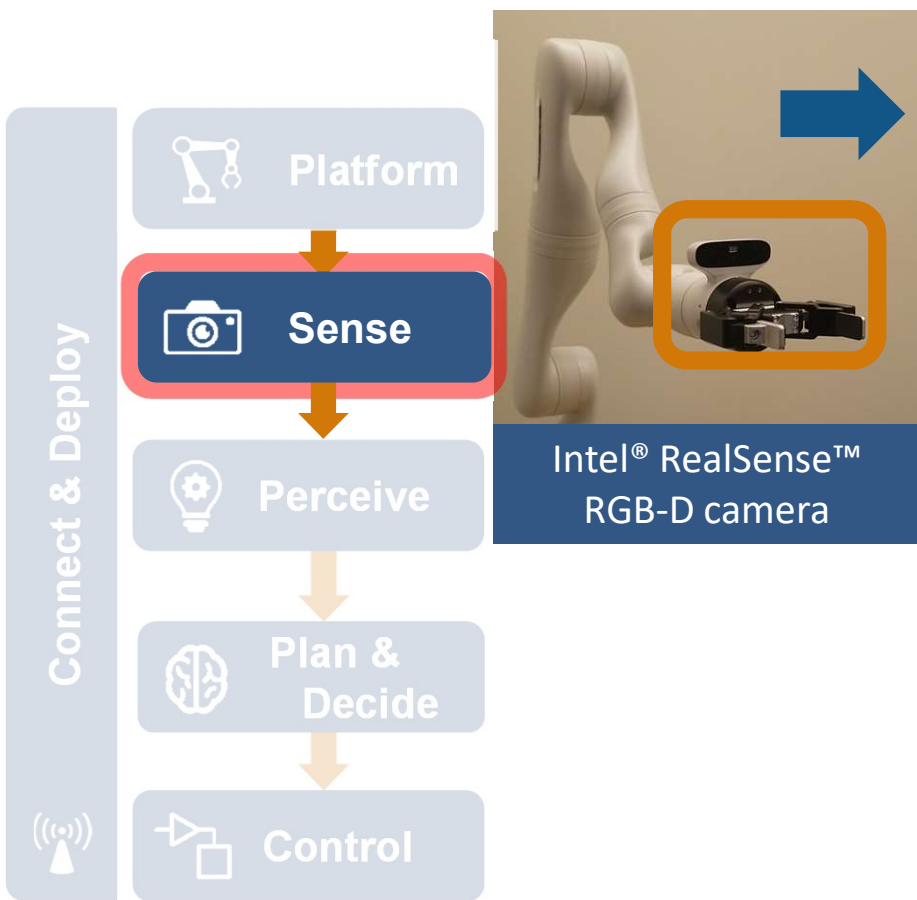 Connect & Deploy
Platform
Sense
Perceive
Plan &
Decide
Control
Intel® RealSense™
RGB-D camera